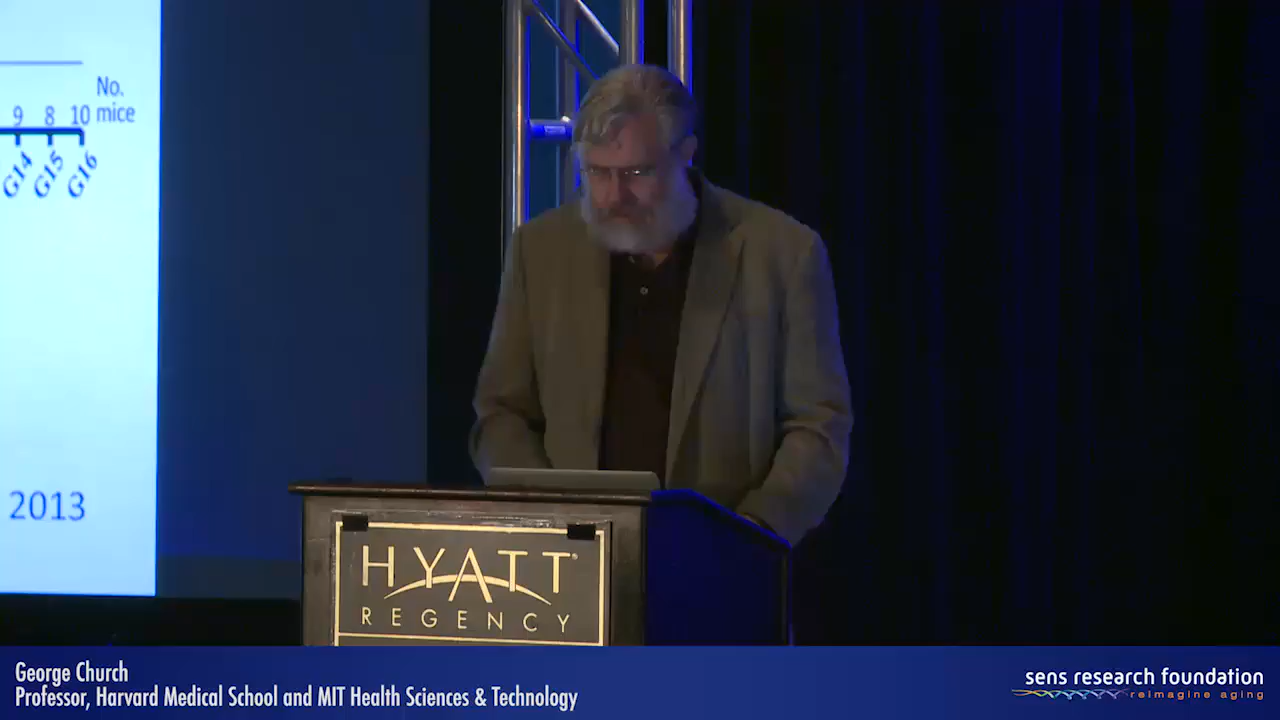 No.
9 8 10 mice
G14 G15 G16
2013
HYATT®
REGENCY
George Church
Professor, Harvard Medical School and MIT Health Sciences & Technology
sens research foundation
reimagine aging